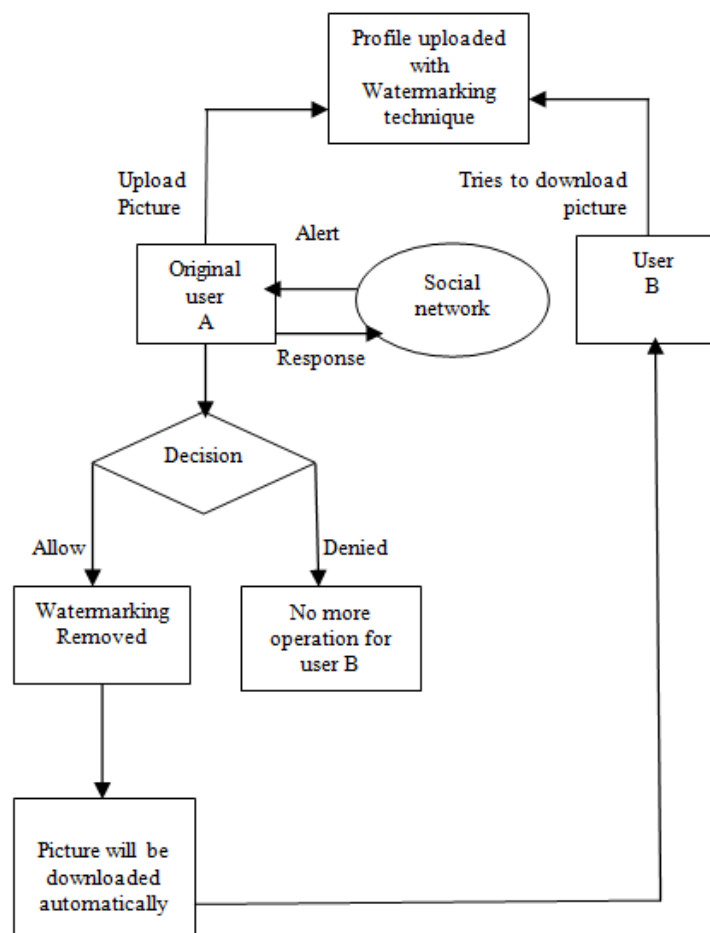 Profile uploaded
with
Watermarking
technique
Upload
Picture
Tries to download
picture
Alert
Original
user
A
Social
network
User
B
Response
Decision
Allow
Denied
Watermarking
Removed
No more
operation for
user B
Picture will be
downloaded
automatically